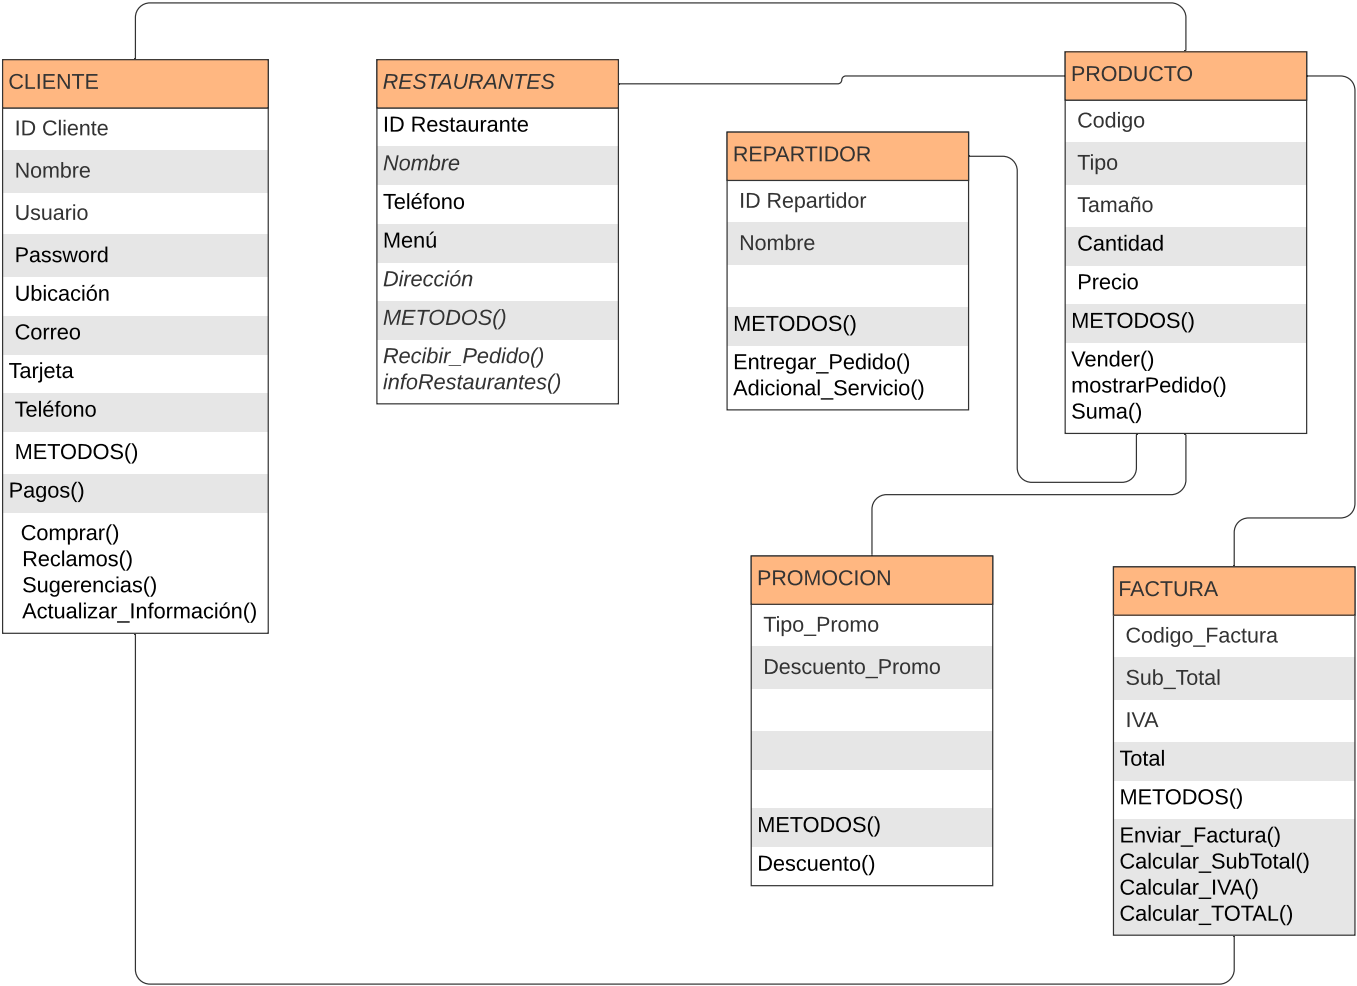 CLIENTE
ID Cliente
Nombre
Usuario
Password
Ubicación
Correo
Tarjeta
Teléfono
METODOS()
Pagos()
Comprar()
Reclamos()
Sugerencias()
Actualizar_Información()
RESTAURANTES
ID Restaurante
Nombre
Teléfono
Menú
Dirección
METODOS()
Recibir_Pedido()
infoRestaurantes()
REPARTIDOR
ID Repartidor
Nombre
METODOS()
Entregar_Pedido()
Adicional_Servicio()
PRODUCTO
Codigo
Tipo
Tamaño
Cantidad
Precio
METODOS()
Vender()
mostrarPedido()
Suma()
PROMOCION
Tipo_Promo
Descuento_Promo
METODOS()
Descuento()
FACTURA
Codigo_Factura
Sub_Total
IVA
Total
METODOS()
Enviar_Factura()
Calcular_SubTotal()
Calcular_IVA()
Calcular_TOTAL()